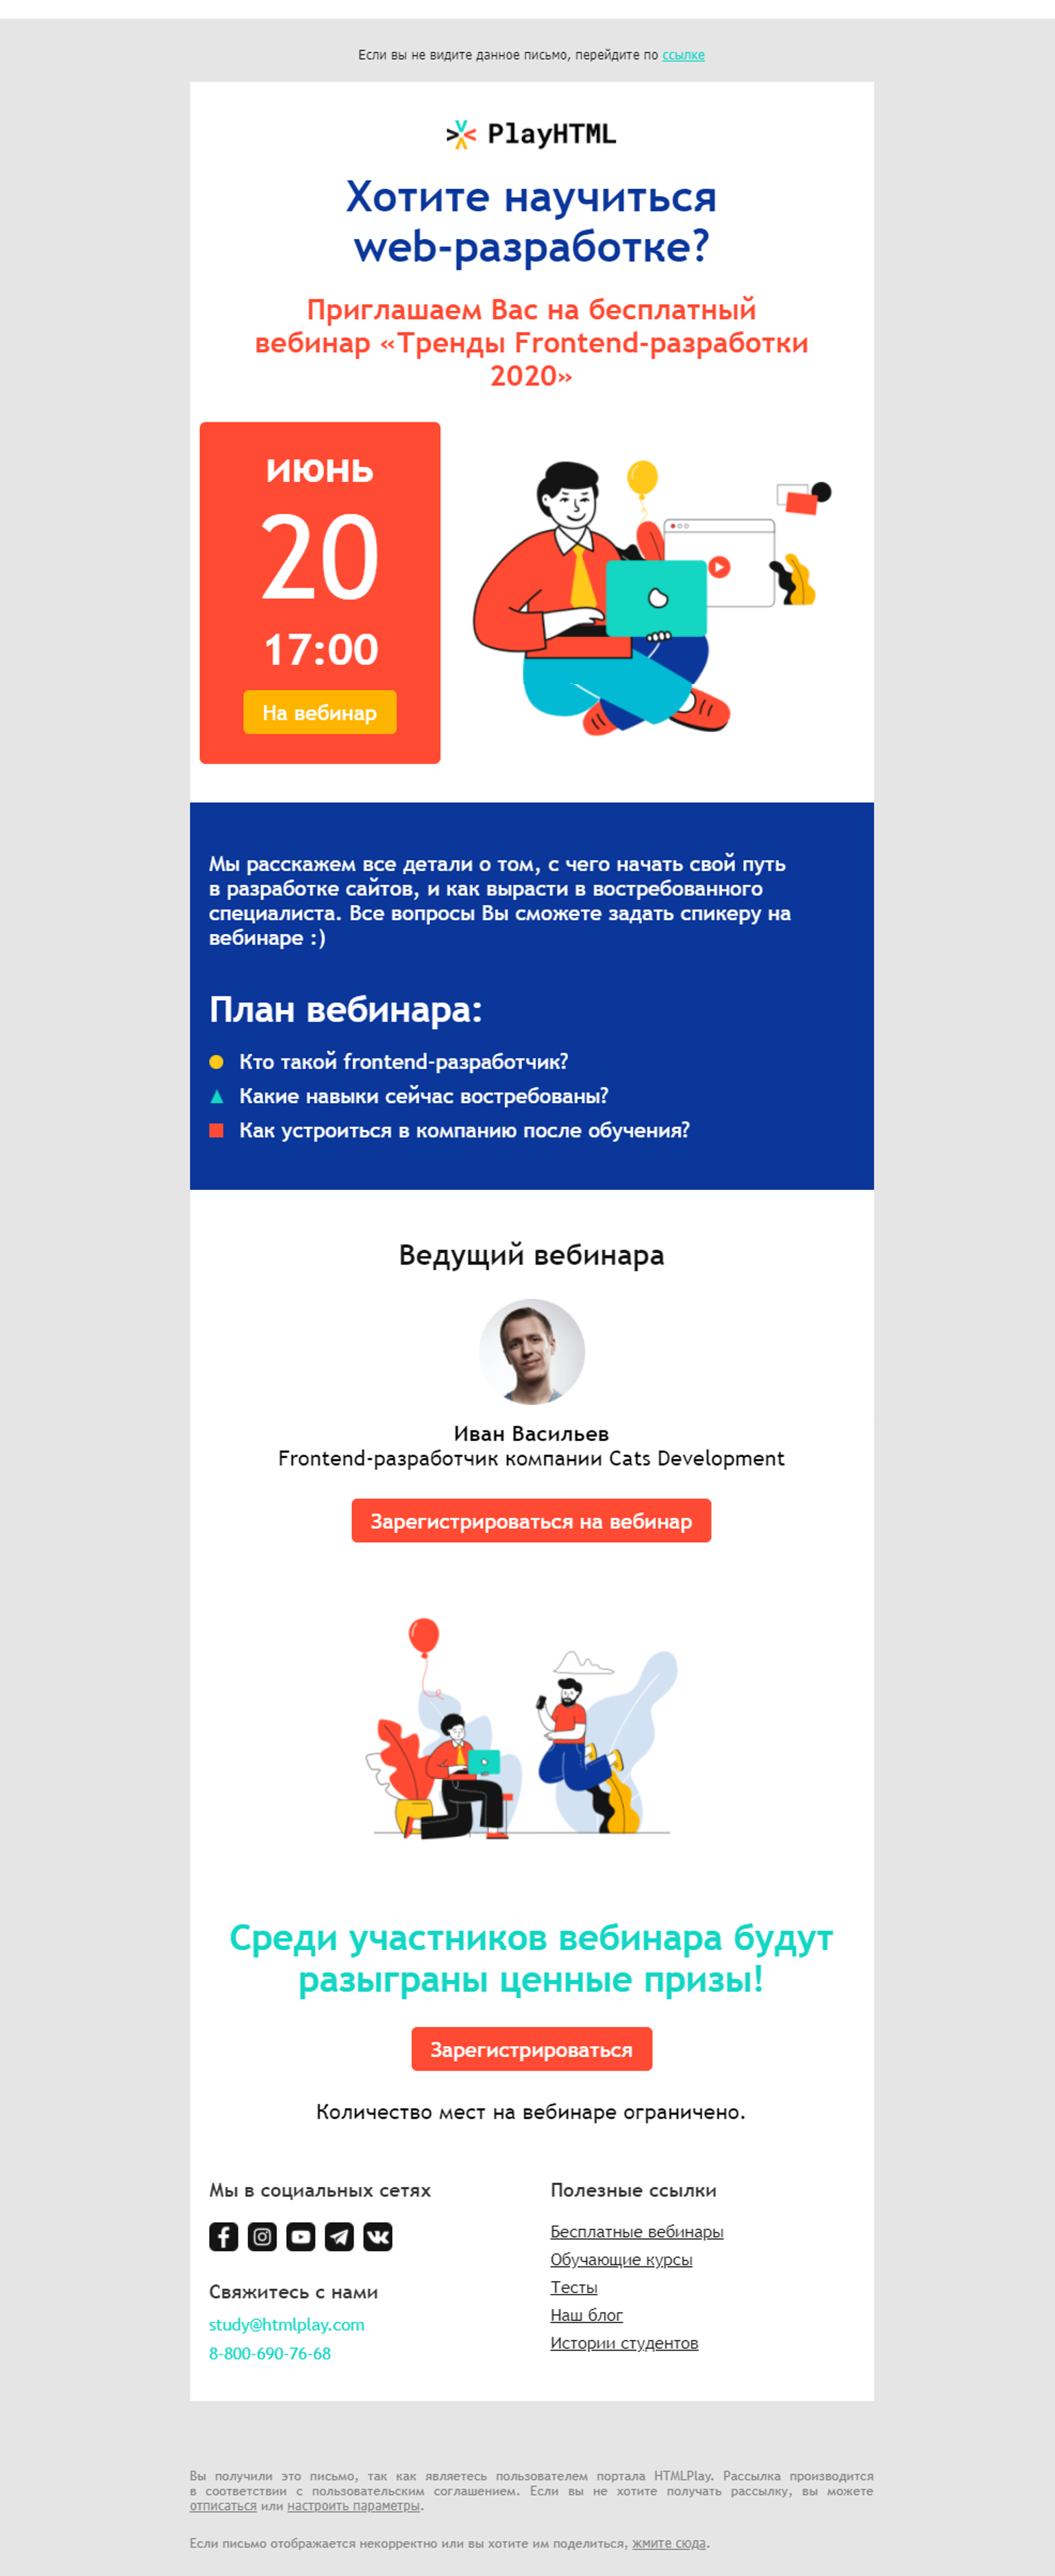 Если вы не видите данное письмо, перейдите по ссылке
PlayHTML
Хотите научиться
web-разработке?
Приглашаем Вас на бесплатный
вебинар «Тренды Frontend-разработки
2020»
июнь
20
17:00
На вебинар
Мы расскажем все детали о том, с чего начать свой путь
в разработке сайтов, и как вырасти в востребованного
специалиста. Все вопросы Вы сможете задать спикеру на
вебинаре :)
План вебинара:
Кто такой frontend-разработчик?
Какие навыки сейчас востребованы?
Как устроиться в компанию после обучения?
Ведущий вебинара
Иван Васильев
Frontend-разработчик компании Cats Development
Зарегистрироваться на вебинар
Среди участников вебинара будут
разыграны ценные призы!
Зарегистрироваться
Количество мест на вебинаре ограничено.
Мы в социальных сетях
Свяжитесь с нами
study@htmlplay.com
8-800-690-76-68
Полезные ссылки
Бесплатные вебинары
Обучающие курсы
Тесты
Наш блог
Истории студентов
Вы получили это письмо, так как являетесь пользователем портала HTMLPlay. Рассылка производится
в соответствии с пользовательским соглашением. Если вы не хотите получать рассылку, вы можете
отписаться или настроить параметры.
Если письмо отображается некорректно или вы хотите им поделиться, жмите сюда.